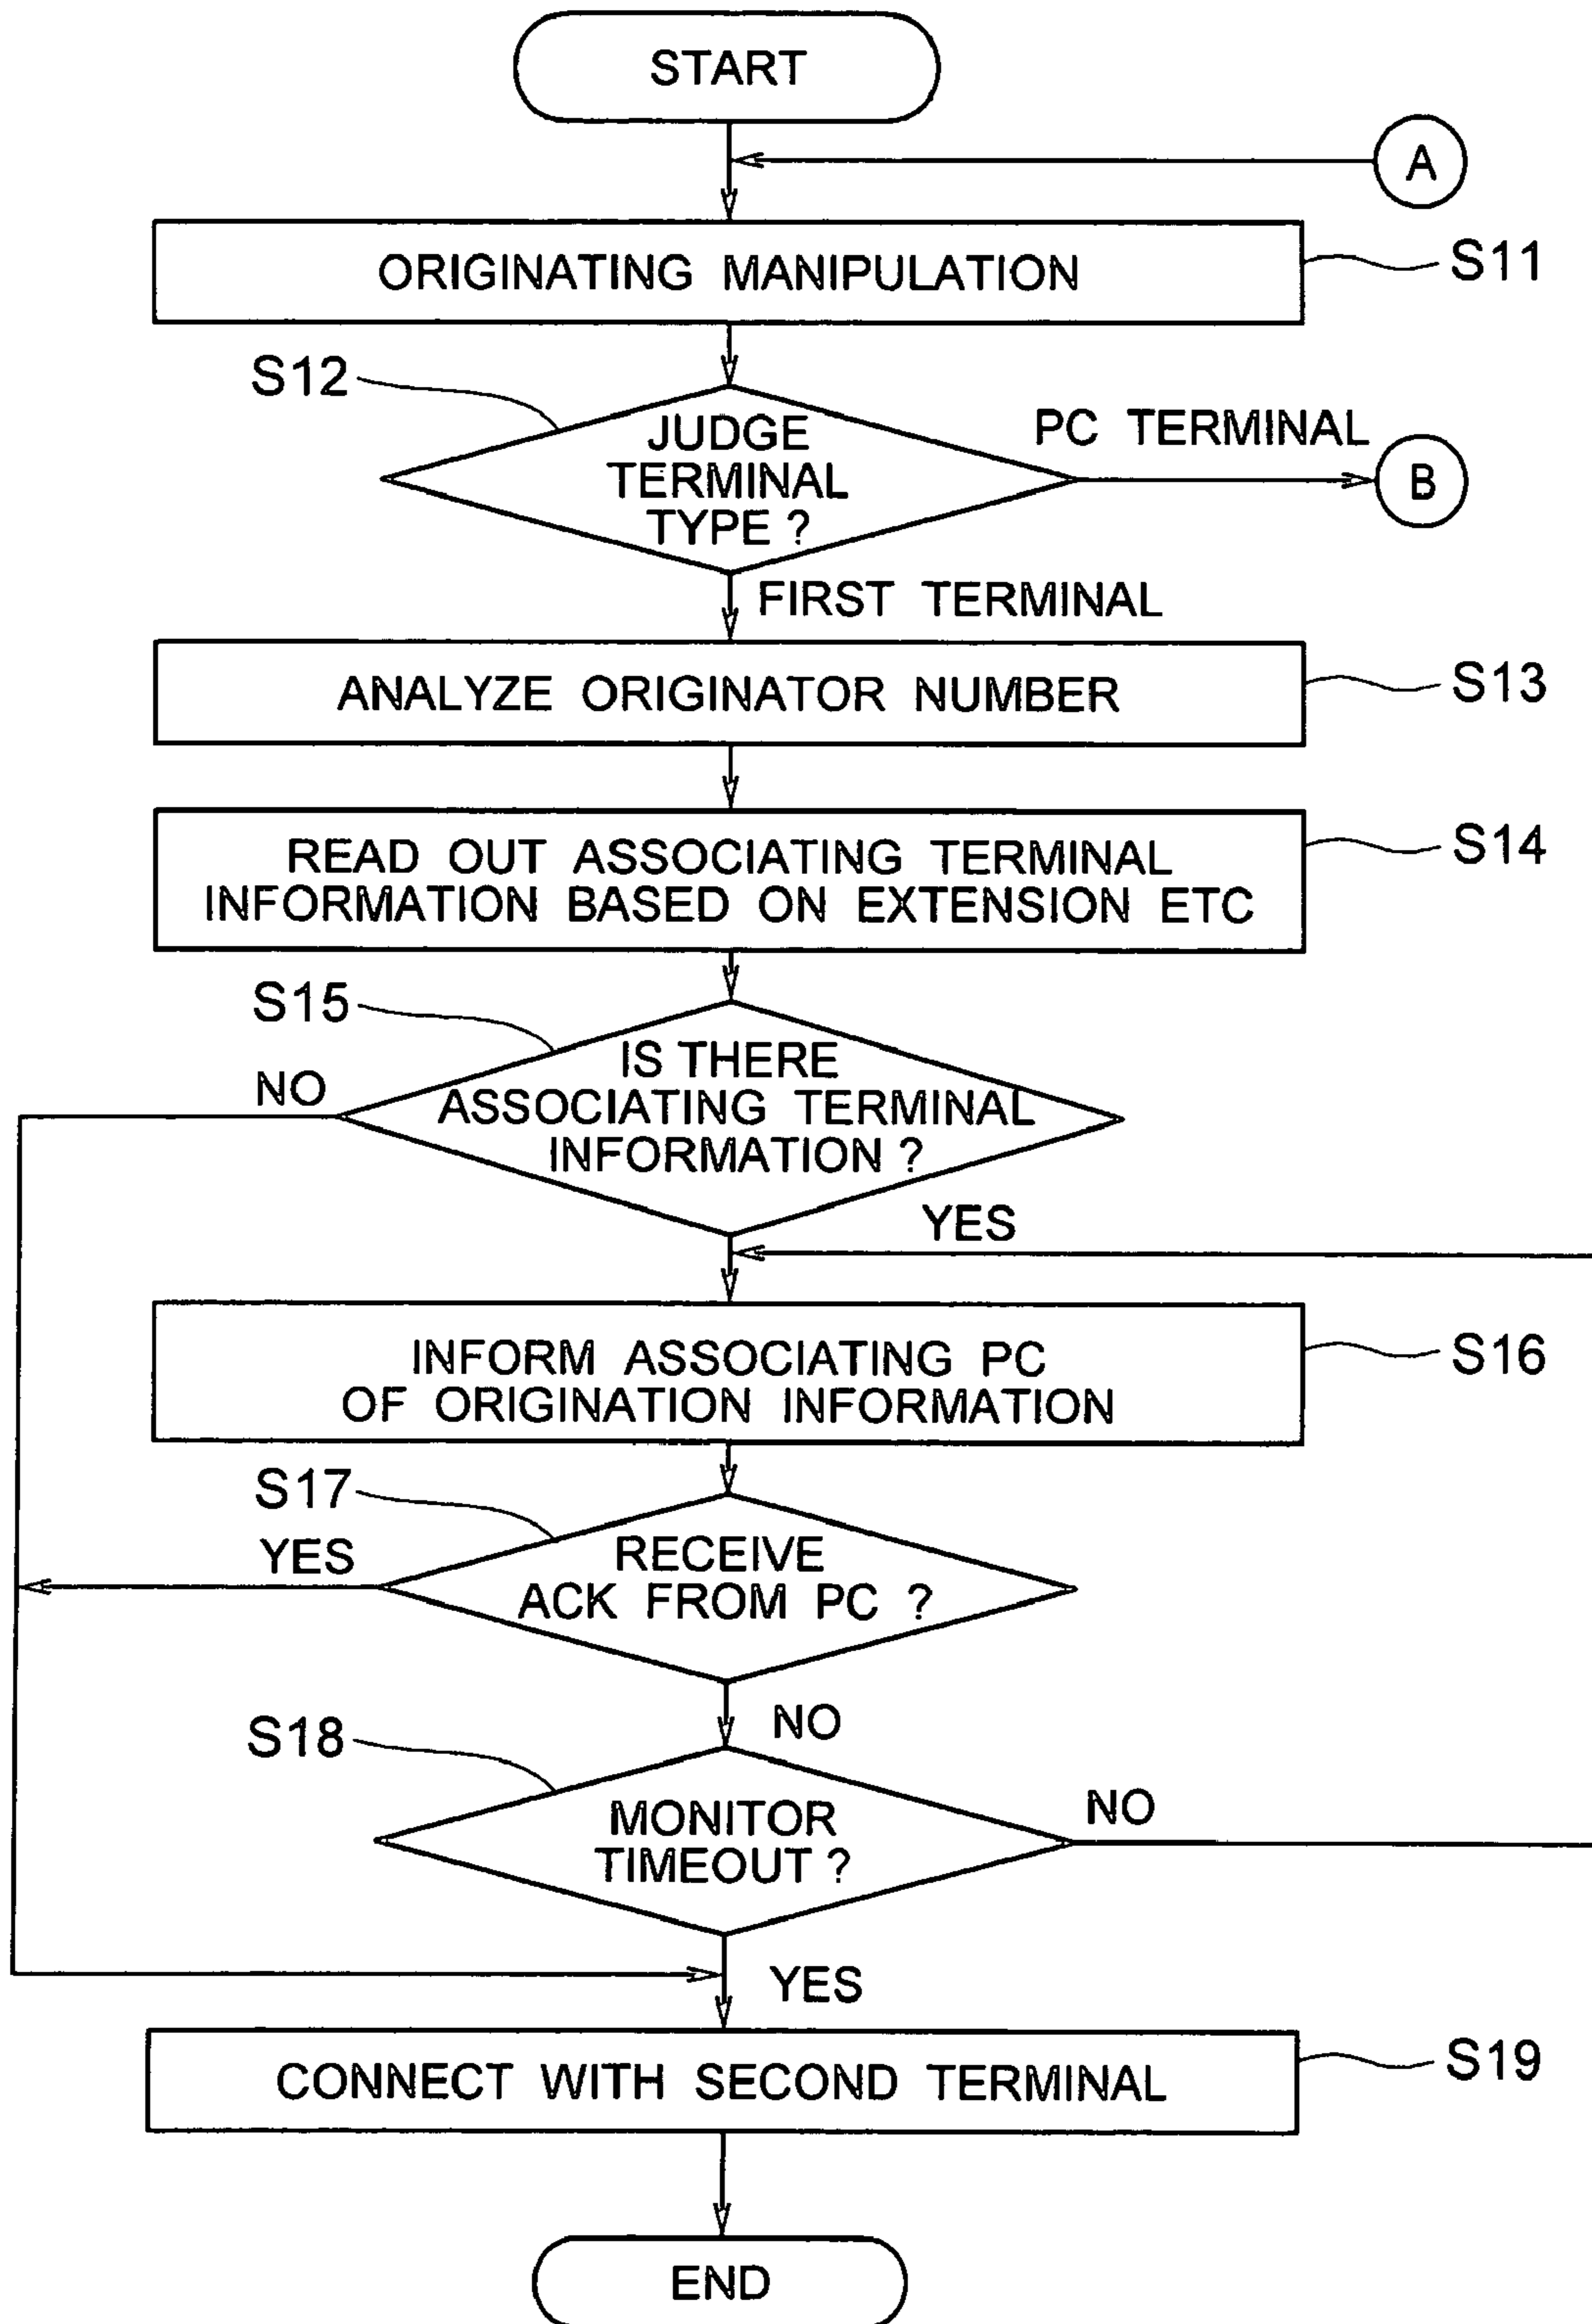 START
A
ORIGINATING MANIPULATION
S11
S12
JUDGE
TERMINAL
TYPE ?
PC TERMINAL
B
FIRST TERMINAL
ANALYZE ORIGINATOR NUMBER
S13
READ OUT ASSOCIATING TERMINAL
INFORMATION BASED ON EXTENSION ETC
S14
S15
IS THERE
ASSOCIATING TERMINAL
INFORMATION ?
NO
YES
INFORM ASSOCIATING PC
OF ORIGINATION INFORMATION
S16
S17
RECEIVE
ACK FROM PC ?
YES
NO
S18
MONITOR
TIMEOUT ?
NO
YES
CONNECT WITH SECOND TERMINAL
S19
END